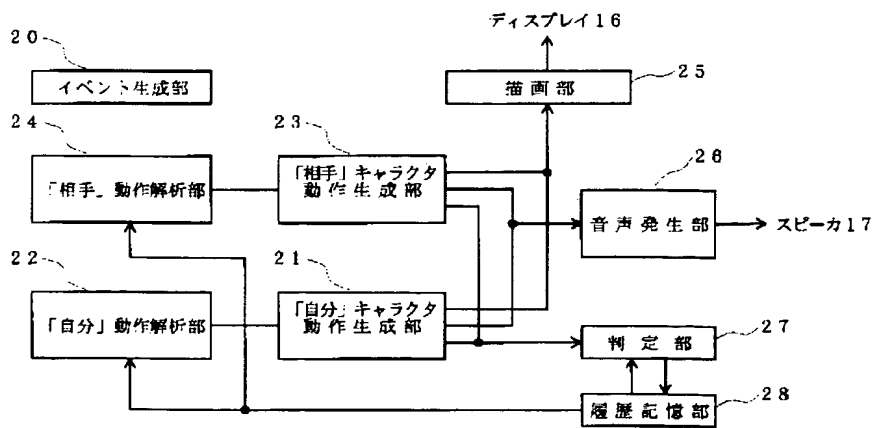 ディスプレイ16
20
25
イベント生成部
描画部
24
23
26
「相手」動作解析部
「相手」キャラクタ
動作生成部
音声発生部
スピーカ17
22
21
27
「自分」動作解析部
「自分」キャラクタ
動作生成部
判定部
28
履歴記憶部